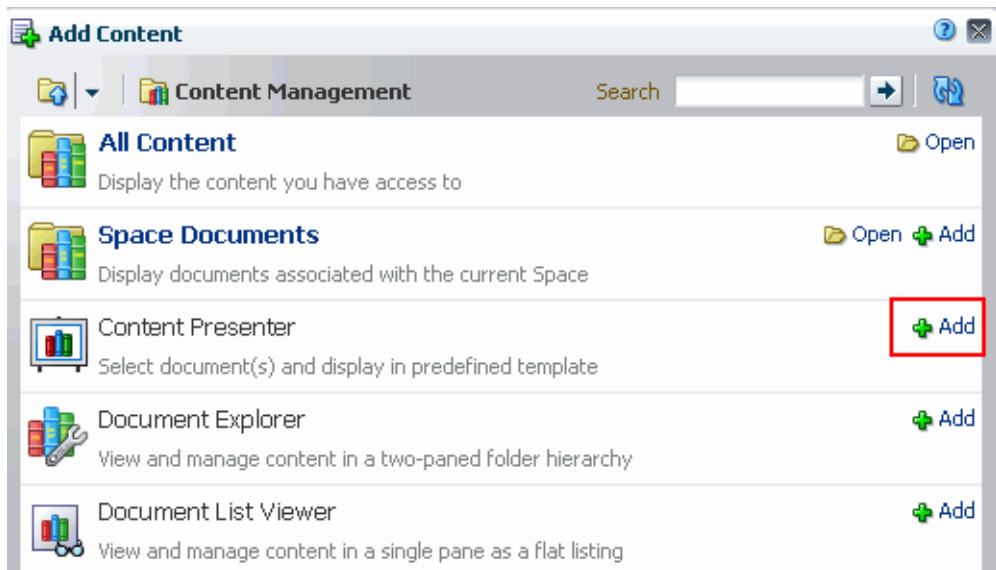 Add Content
Content Management Search
All Content Open
Display the content you have access to
Space Documents Open Add
Display documents associated with the current Space
Content Presenter Add
Select document(s) and display in predefined template
Document Explorer Add
View and manage content in a two-paned folder hierarchy
Document List Viewer Add
View and manage content in a single pane as a flat listing